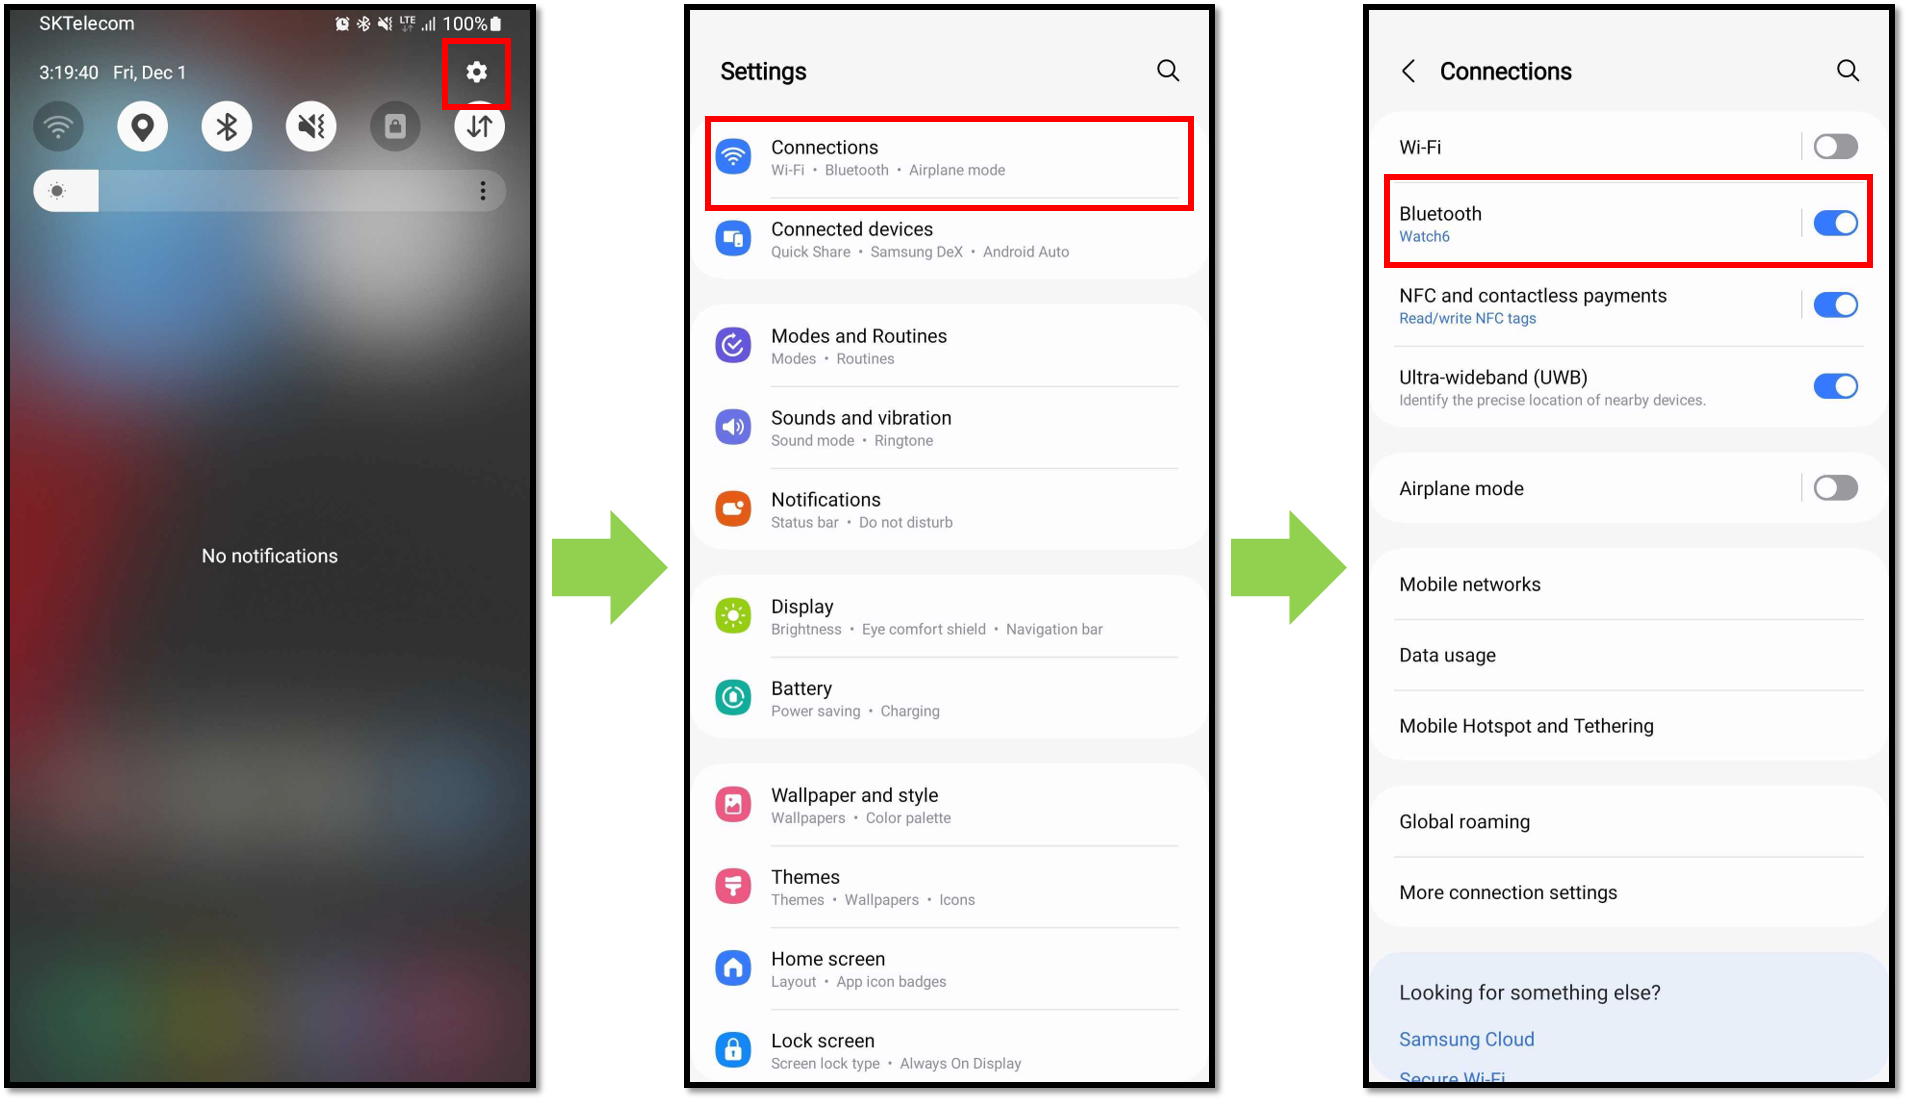 SKTelecom
LTE 100%
3:19:40 Fri, Dec 1
No notifications
Settings
Connections
Wi-Fi • Bluetooth • Airplane mode
Connected devices
Quick Share • Samsung DeX • Android Auto
Modes and Routines
Modes • Routines
Sounds and vibration
Sound mode • Ringtone
Notifications
Status bar • Do not disturb
Display
Brightness • Eye comfort shield • Navigation bar
Battery
Power saving • Charging
Wallpaper and style
Wallpapers • Color palette
Themes
Themes • Wallpapers • Icons
Home screen
Layout • App icon badges
Lock screen
Screen lock type • Always On Display
Connections
Wi-Fi
Bluetooth
Watch6
NFC and contactless payments
Read/write NFC tags
Ultra-wideband (UWB)
Identify the precise location of nearby devices.
Airplane mode
Mobile networks
Data usage
Mobile Hotspot and Tethering
Global roaming
More connection settings
Looking for something else?
Samsung Cloud
Secure Wi-Fi